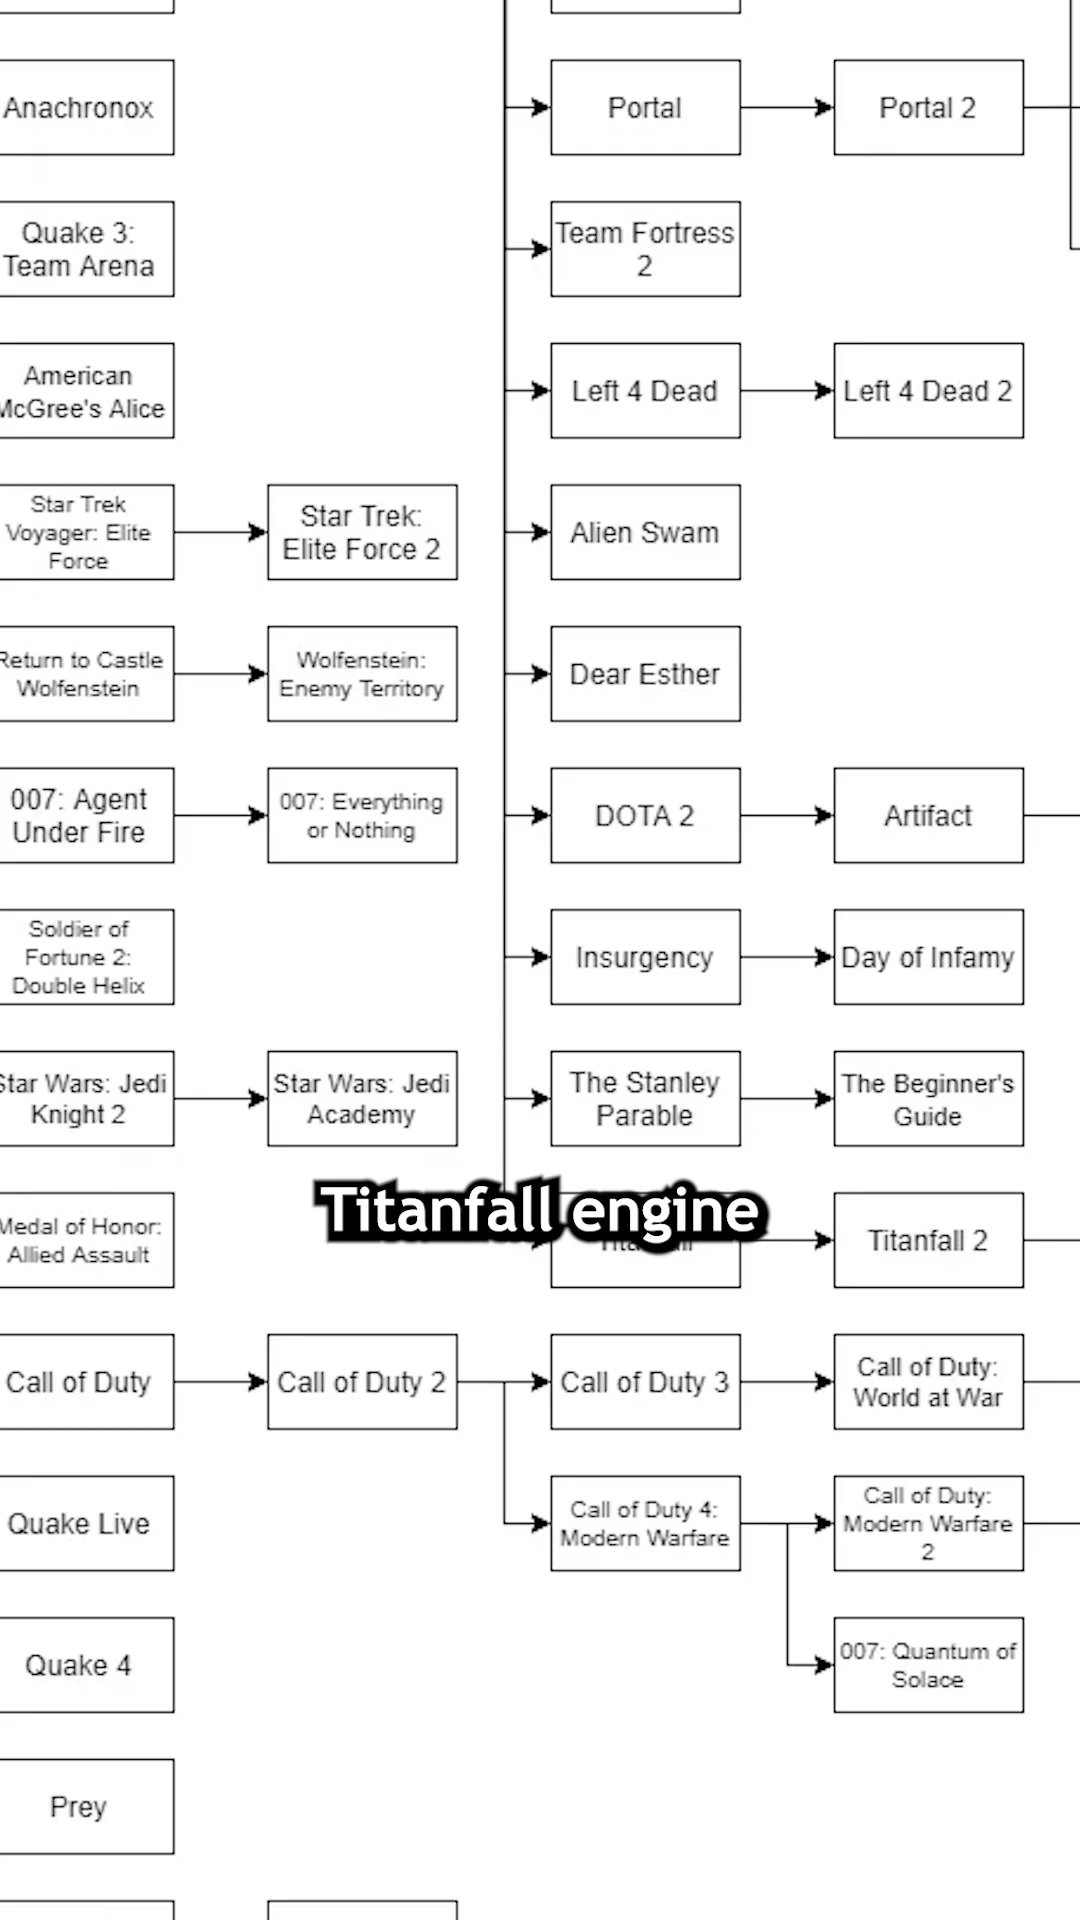 Anachronox
Portal
Portal 2
Quake 3:
Team Arena
Team Fortress
2
American
McGree's Alice
Left 4 Dead
Left 4 Dead 2
Star Trek
Voyager: Elite
Force
Star Trek:
Elite Force 2
Alien Swam
Return to Castle
Wolfenstein
Wolfenstein:
Enemy Territory
Dear Esther
007: Agent
Under Fire
007: Everything
or Nothing
DOTA 2
Artifact
Soldier of
Fortune 2:
Double Helix
Insurgency
Day of Infamy
Star Wars: Jedi
Knight 2
Star Wars: Jedi
Academy
The Stanley
Parable
The Beginner's
Guide
Titanfall engine
Medal of Honor:
Allied Assault
Titanfall
Titanfall 2
Call of Duty
Call of Duty 2
Call of Duty 3
Call of Duty:
World at War
Quake Live
Call of Duty 4:
Modern Warfare
Call of Duty:
Modern Warfare
2
Quake 4
007: Quantum of
Solace
Prey